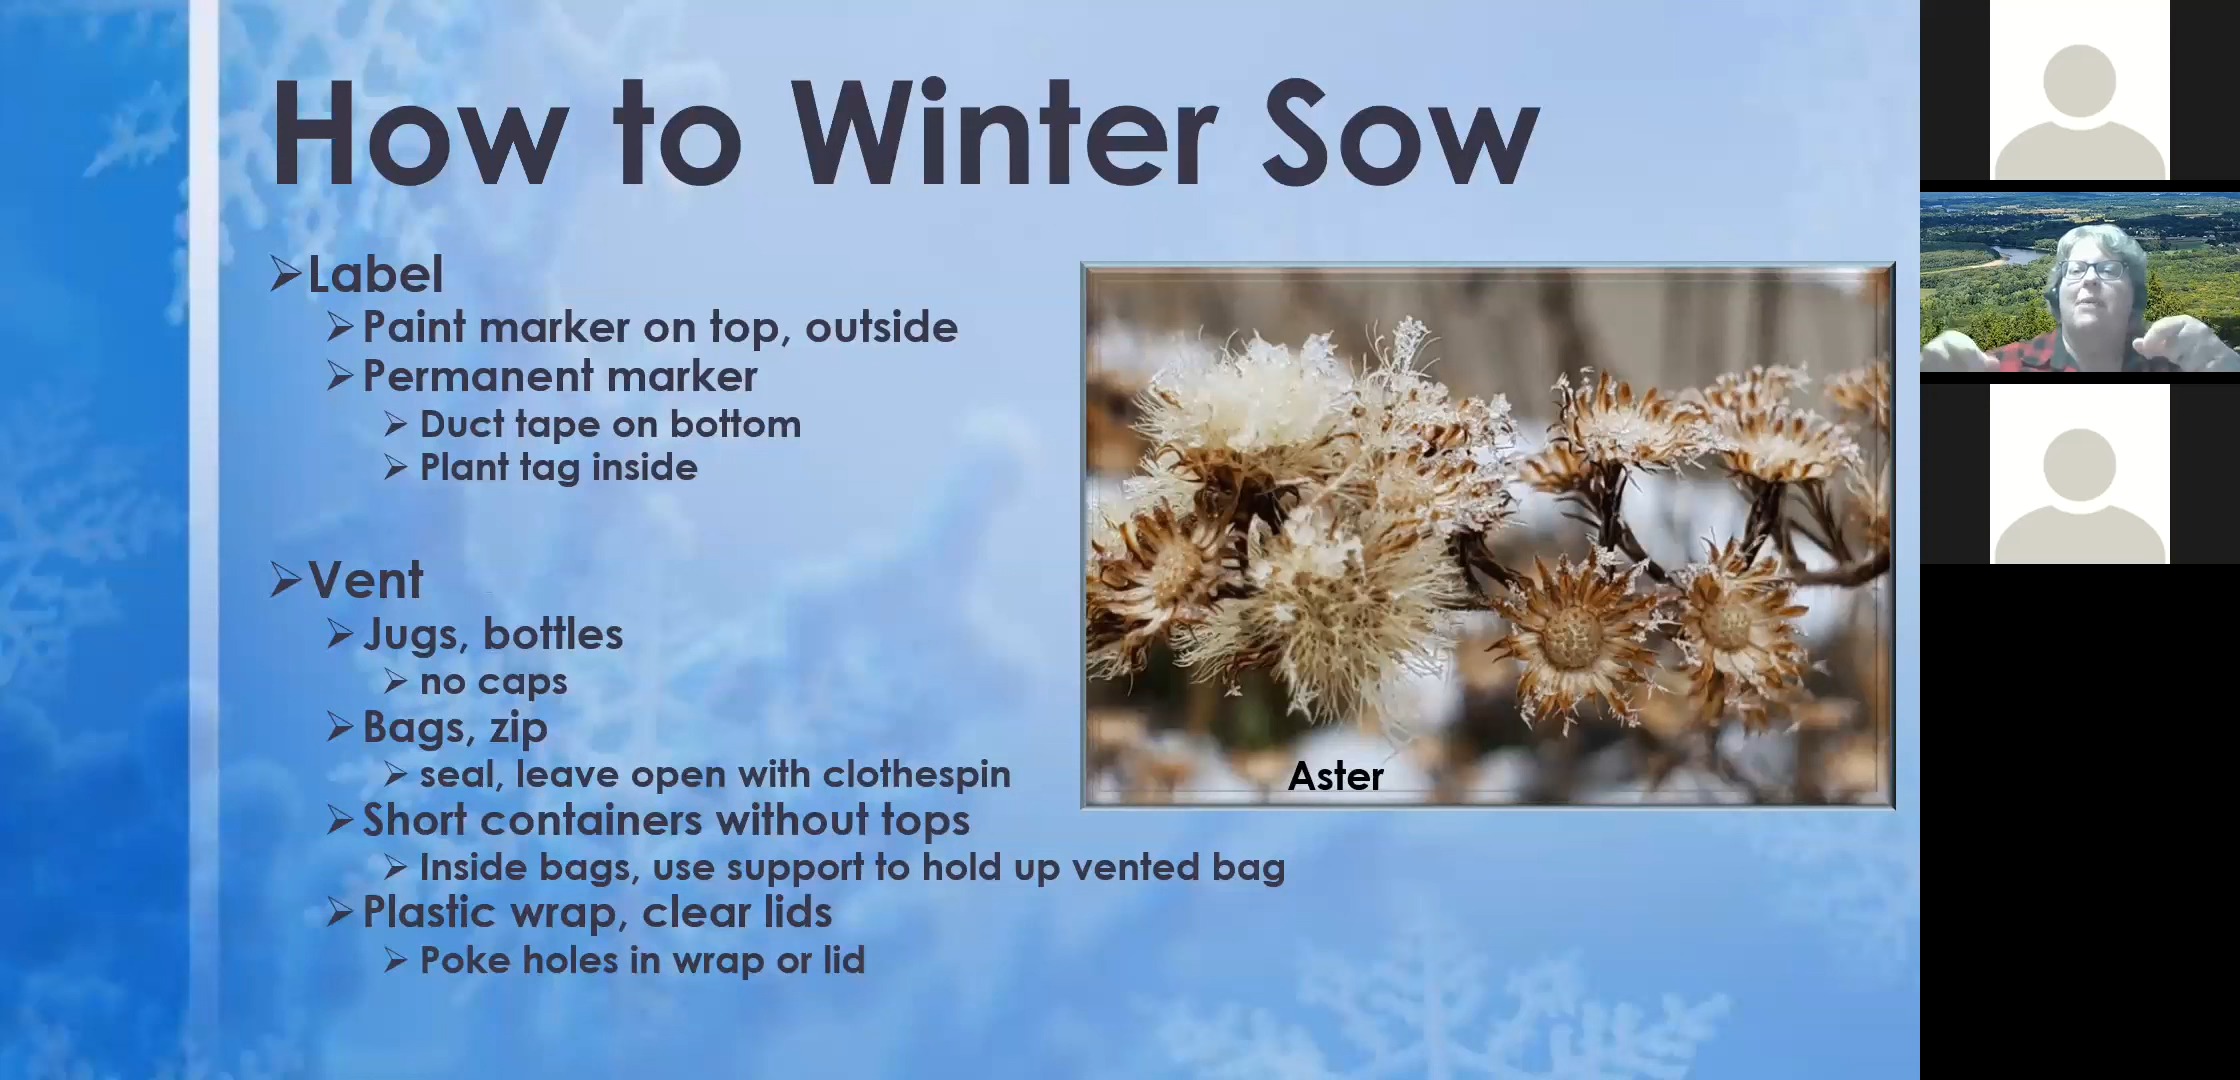 How to Winter Sow
Label
Paint marker on top, outside
Permanent marker
Duct tape on bottom
Plant tag inside
Vent
Jugs, bottles
no caps
Bags, zip
seal, leave open with clothespin
Short containers without tops
Inside bags, use support to hold up vented bag
Plastic wrap, clear lids
Poke holes in wrap or lid
Aster